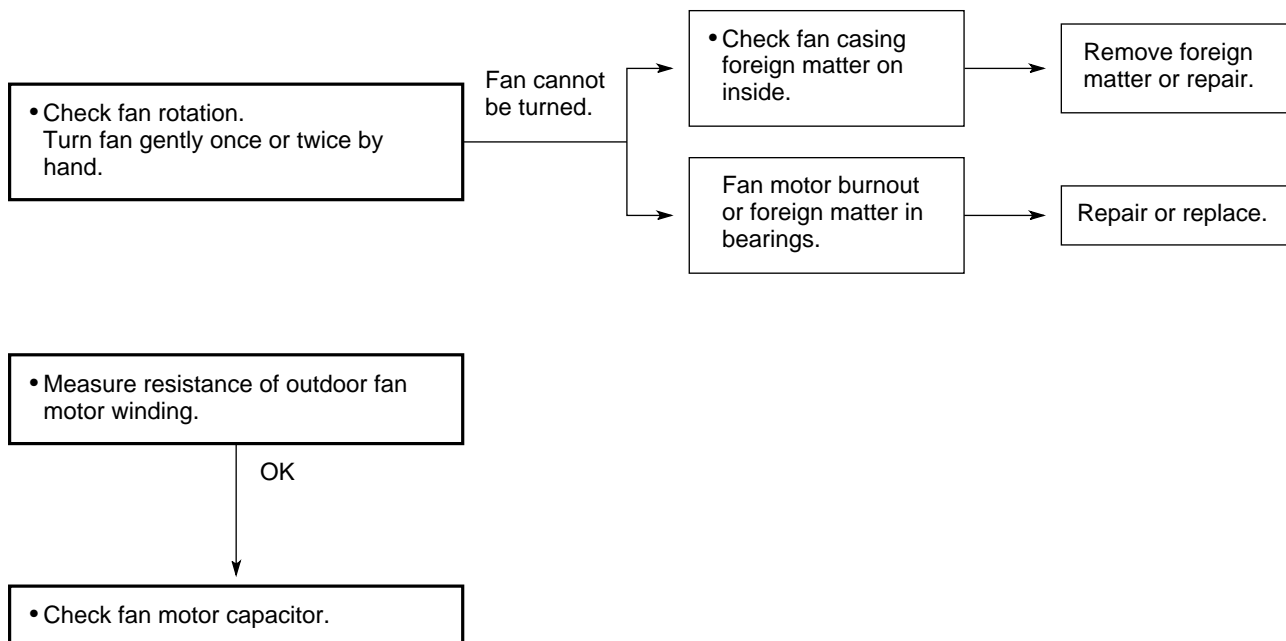 • Check fan rotation.
Turn fan gently once or twice by
hand.
Fan cannot
be turned.
• Check fan casing
foreign matter on
inside.
Remove foreign
matter or repair.
Fan motor burnout
or foreign matter in
bearings.
Repair or replace.
• Measure resistance of outdoor fan
motor winding.
OK
• Check fan motor capacitor.